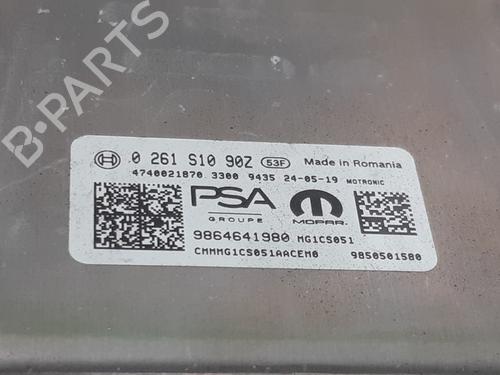 B-Parts
0 261 S10 90Z 53F Made in Romania
4740021870 3300 9435 24-05-19 MOTRONIC
PSA
GROUPE
MOPAR
9864641980 MG1CS051
CMMMG1CS051AACEM0 9850501580